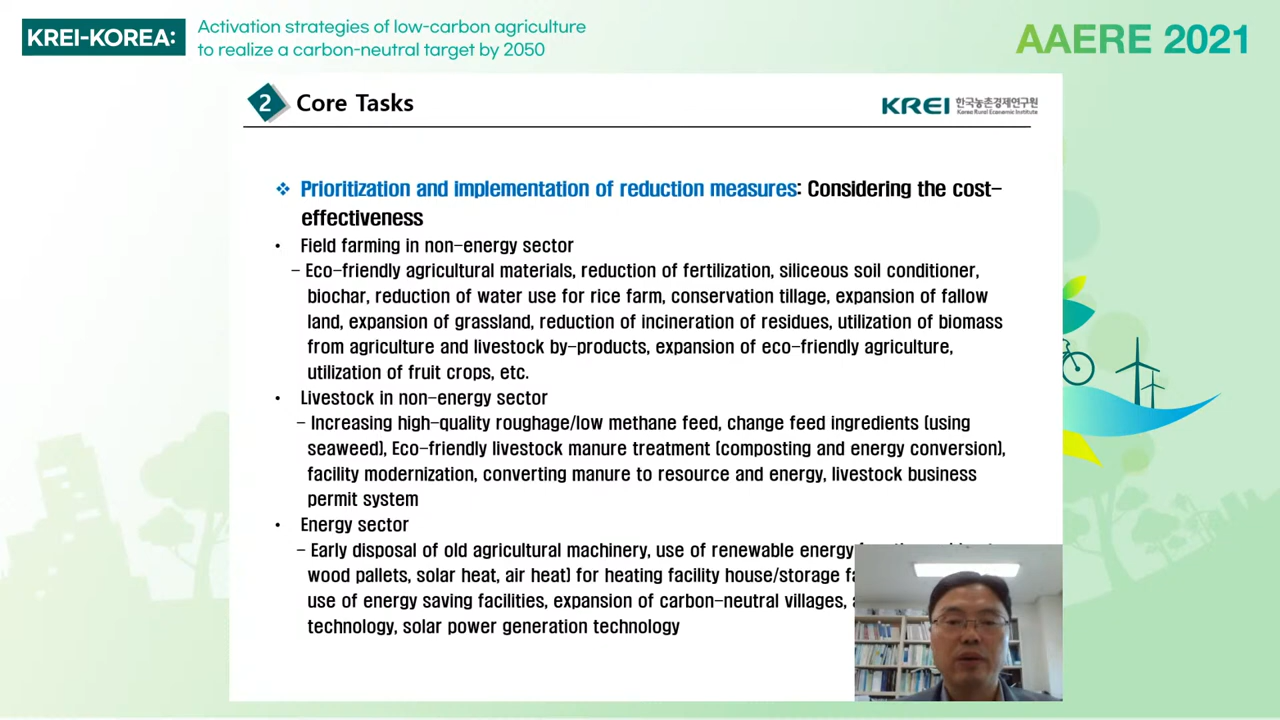 KREI-KOREA:
Activation strategies of low-carbon agriculture
to realize a carbon-neutral target by 2050
AAERE 2021
2 Core Tasks
KREI 한국농촌경제연구원
Korea Rural Economic Institute
❖ Prioritization and implementation of reduction measures: Considering the cost-
effectiveness
• Field farming in non-energy sector
- Eco-friendly agricultural materials, reduction of fertilization, siliceous soil conditioner,
biochar, reduction of water use for rice farm, conservation tillage, expansion of fallow
land, expansion of grassland, reduction of incineration of residues, utilization of biomass
from agriculture and livestock by-products, expansion of eco-friendly agriculture,
utilization of fruit crops, etc.
• Livestock in non-energy sector
- Increasing high-quality roughage/low methane feed, change feed ingredients (using
seaweed), Eco-friendly livestock manure treatment (composting and energy conversion),
facility modernization, converting manure to resource and energy, livestock business
permit system
• Energy sector
- Early disposal of old agricultural machinery, use of renewable energy
wood pallets, solar heat, air heat) for heating facility house/storage
use of energy saving facilities, expansion of carbon-neutral villages,
technology, solar power generation technology